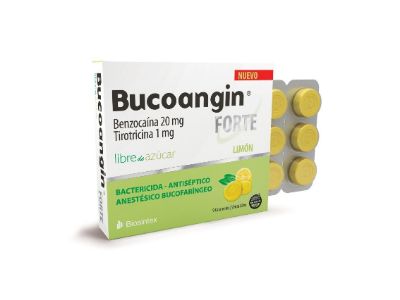 NUEVO
Bucoangin®
Benzocaína 20 mg
Tirotricina 1 mg
FORTE
libre de azúcar
LIMÓN
BACTERICIDA - ANTISÉPTICO
ANESTÉSICO BUCOFARÍNGEO
Biosintex
Bucoangin
FORTE